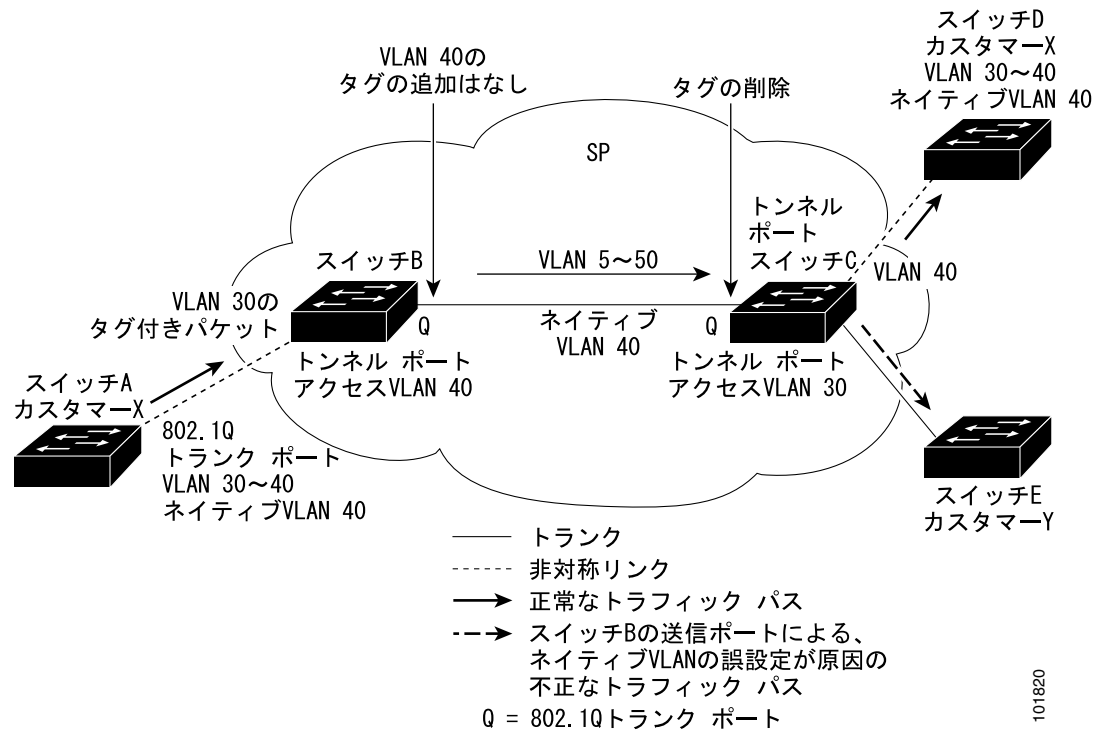 スイッチD
カスタマーX
VLAN 30～40
ネイティブVLAN 40
VLAN 40の
タグの追加はなし
タグの削除
SP
トンネル
ポート
スイッチC
スイッチB
VLAN 5～50
VLAN 40
VLAN 30の
タグ付きパケット
Q
ネイティブ
VLAN 40
Q
トンネル ポート
アクセスVLAN 40
トンネル ポート
アクセスVLAN 30
スイッチA
カスタマーX
802.1Q
トランク ポート
VLAN 30～40
ネイティブVLAN 40
スイッチE
カスタマーY
トランク
非対称リンク
正常なトラフィック パス
スイッチBの送信ポートによる、
ネイティブVLANの誤設定が原因の
不正なトラフィック パス
Q = 802.1Qトランク ポート
101820